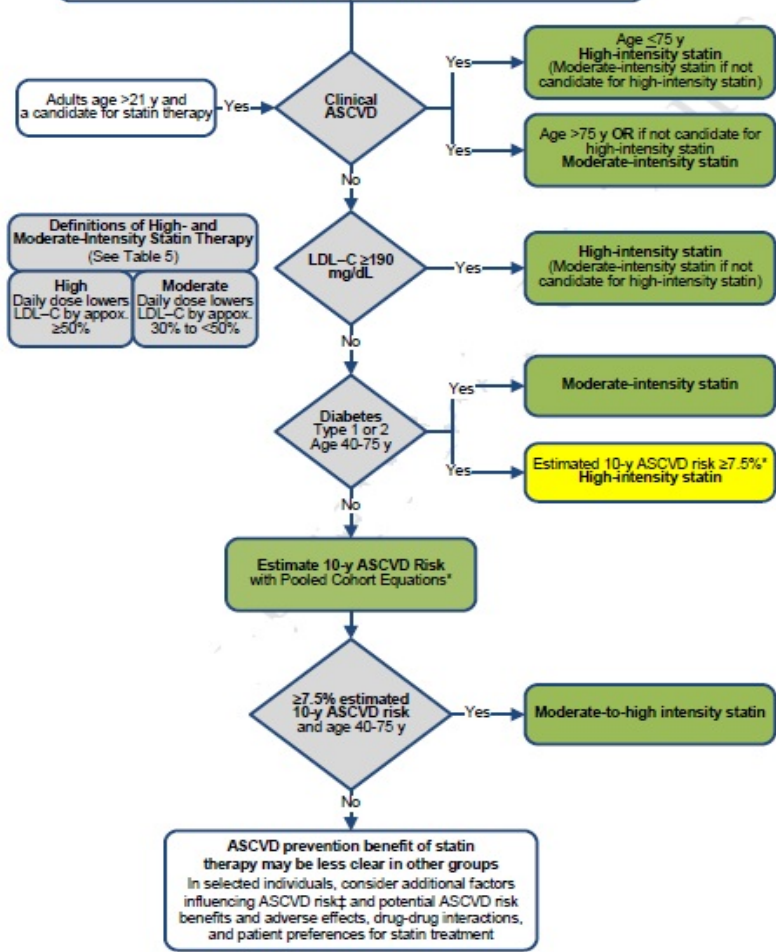 Adults age >21 y and
a candidate for statin therapy
Yes
Clinical
ASCVD
Yes
Age ≤75 y
High-intensity statin
(Moderate-intensity statin if not
candidate for high-intensity statin)
Yes
Age >75 y OR if not candidate for
high-intensity statin
Moderate-intensity statin
No
Definitions of High- and
Moderate-Intensity Statin Therapy
(See Table 5)
High
Daily dose lowers
LDL–C by appox.
≥50%
Moderate
Daily dose lowers
LDL–C by appox.
30% to <50%
LDL–C ≥190
mg/dL
Yes
High-intensity statin
(Moderate-intensity statin if not
candidate for high-intensity statin)
No
Diabetes
Type 1 or 2
Age 40-75 y
Yes
Moderate-intensity statin
Yes
Estimated 10-y ASCVD risk ≥7.5%*
High-intensity statin
No
Estimate 10-y ASCVD Risk
with Pooled Cohort Equations*
≥7.5% estimated
10-y ASCVD risk
and age 40-75 y
Yes
Moderate-to-high intensity statin
No
ASCVD prevention benefit of statin
therapy may be less clear in other groups
In selected individuals, consider additional factors
influencing ASCVD risk‡ and potential ASCVD risk
benefits and adverse effects, drug-drug interactions,
and patient preferences for statin treatment